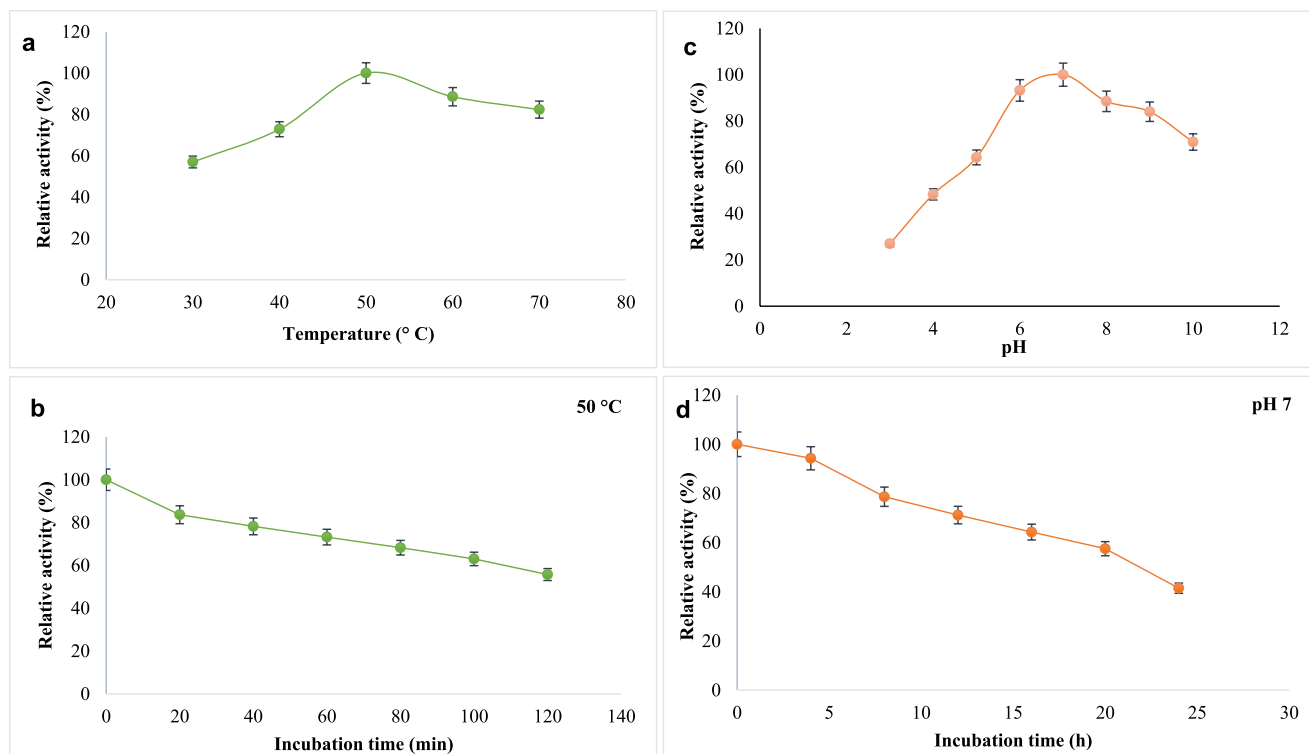 a
120
100
80
60
40
20
0
20 30 40 50 60 70 80
Relative activity (%)
Temperature (° C)
c
120
100
80
60
40
20
0
0 2 4 6 8 10 12
Relative activity (%)
pH
b
50 °C
120
100
80
60
40
20
0
0 20 40 60 80 100 120 140
Relative activity (%)
Incubation time (min)
d
pH 7
120
100
80
60
40
20
0
0 5 10 15 20 25 30
Relative activity (%)
Incubation time (h)